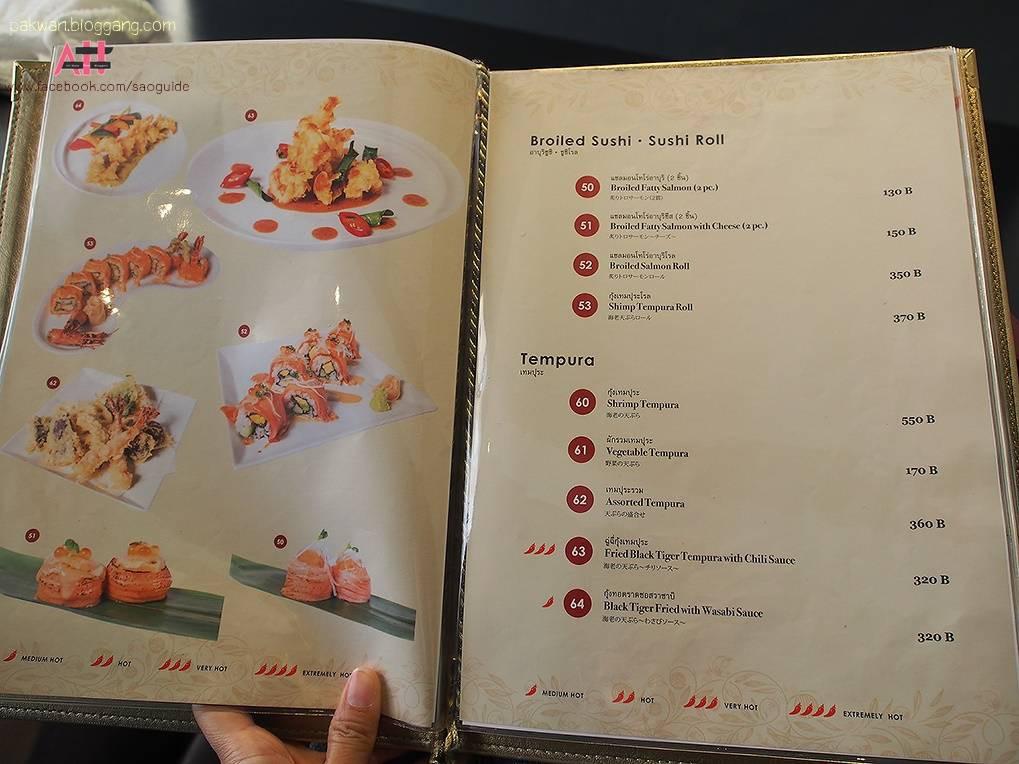 pakwan.bloggang.com
www.facebook.com/saoguide
64
63
53
52
62
51
50
MEDIUM HOT
HOT
VERY HOT
EXTREMELY HOT
Broiled Sushi・Sushi Roll
อาบุริซูชิ・ซูชิโรล
50
แซลมอนโทโร่อาบุริ (2 ชิ้น)
Broiled Fatty Salmon (2 pc.)
炙りトロサーモン(2貫)
130 B
51
แซลมอนโทโร่อาบุริชีส (2 ชิ้น)
Broiled Fatty Salmon with Cheese (2 pc.)
炙りトロサーモン～チーズ～
150 B
52
แซลมอนโทโร่อาบุริโรล
Broiled Salmon Roll
炙りトロサーモンロール
350 B
53
กุ้งเทมปุระโรล
Shimp Tempura Roll
海老天ぷらロール
370 B
Tempura
เทมปุระ
60
กุ้งเทมปุระ
Shrimp Tempura
海老の天ぷら
550 B
61
ผักรวมเทมปุระ
Vegetable Tempura
野菜の天ぷら
170 B
62
เทมปุระรวม
Assorted Tempura
天ぷらの盛合せ
360 B
63
ฉู่ฉี่กุ้งเทมปุระ
Fried Black Tiger Tempura with Chili Sauce
海老の天ぷら～チリソース～
320 B
64
กุ้งทอดราดซอสวาซาบิ
Black Tiger Fried with Wasabi Sauce
海老の天ぷら～わさびソース～
320 B
MEDIUM HOT
HOT
VERY HOT
EXTREMELY HOT